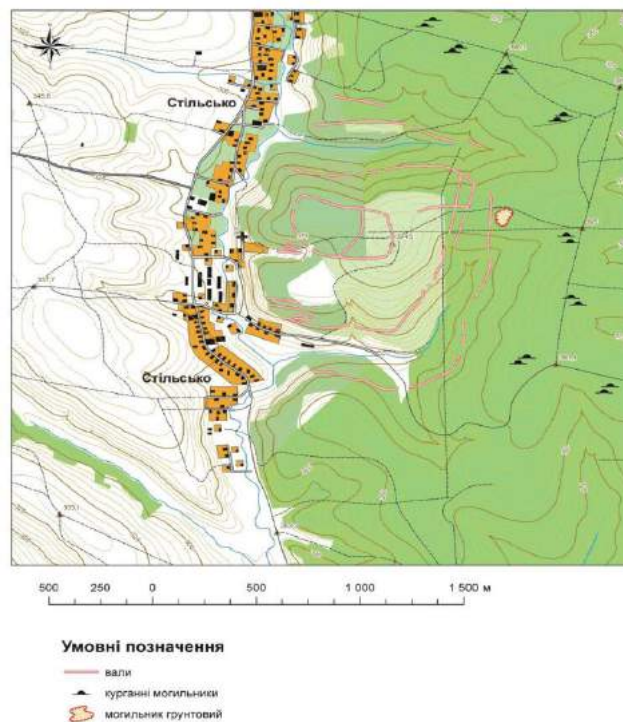 Стільсько
Стільсько
500 250 0 500 1 000 1 500 м
Умовні позначення
вали
курганні могильники
могильник грунтовий